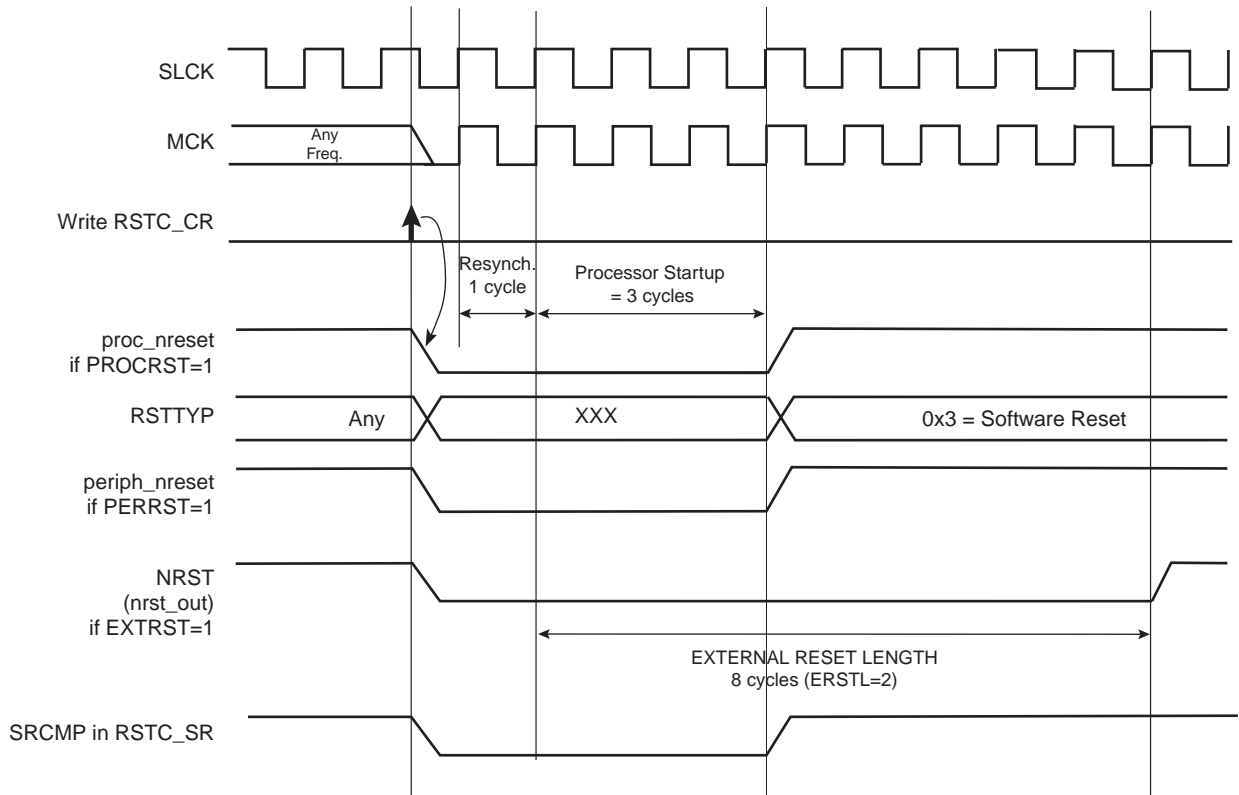 SLCK
MCK
Any
Freq.
Write RSTC_CR
Resynch.
1 cycle
Processor Startup
= 3 cycles
proc_nreset
if PROCRST=1
RSTTYP
Any
XXX
0x3 = Software Reset
periph_nreset
if PERRST=1
NRST
(nrst_out)
if EXTRST=1
EXTERNAL RESET LENGTH
8 cycles (ERSTL=2)
SRCMP in RSTC_SR